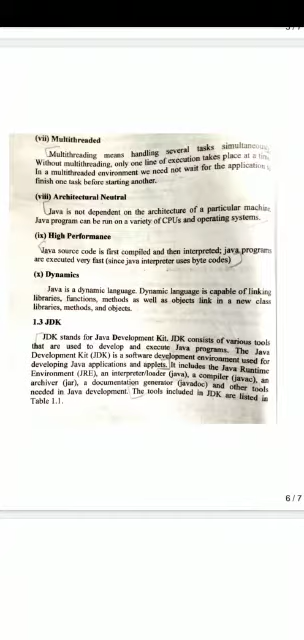 (vii) Multithreaded
Multithreading means handling several tasks simultaneous
Without multithreading, only one line of execution takes place at a time.
In a multithreaded environment we need not wait for the application
finish one task before starting another.
(viii) Architectural Neutral
Java is not dependent on the architecture of a particular machine.
Java program can be run on a variety of CPUs and operating systems.
(ix) High Performance
Java source code is first compiled and then interpreted; java programs
are executed very fast (since java interpreter uses byte codes)
(x) Dynamics
Java is a dynamic language. Dynamic language is capable of linking
libraries, functions, methods as well as objects link in a new class
libraries, methods, and objects.
1.3 JDK
JDK stands for Java Development Kit. JDK consists of various tools
that are used to develop and execute Java programs. The Java
Development Kit (JDK) is a software development environment used for
developing Java applications and applets. It includes the Java Runtime
Environment (JRE), an interpreter/loader (java), a compiler (javac), an
archiver (jar), a documentation generator (javadoc) and other tools
needed in Java development. The tools included in JDK are listed in
Table 1.1.
6 / 7